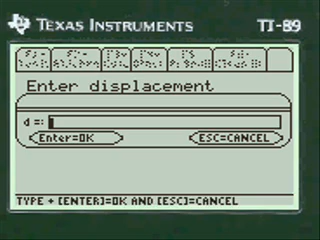 TEXAS INSTRUMENTS TI-89
Enter displacement
d =:
Enter=OK ESC=CANCEL
TYPE + [ENTER]=OK AND [ESC]=CANCEL